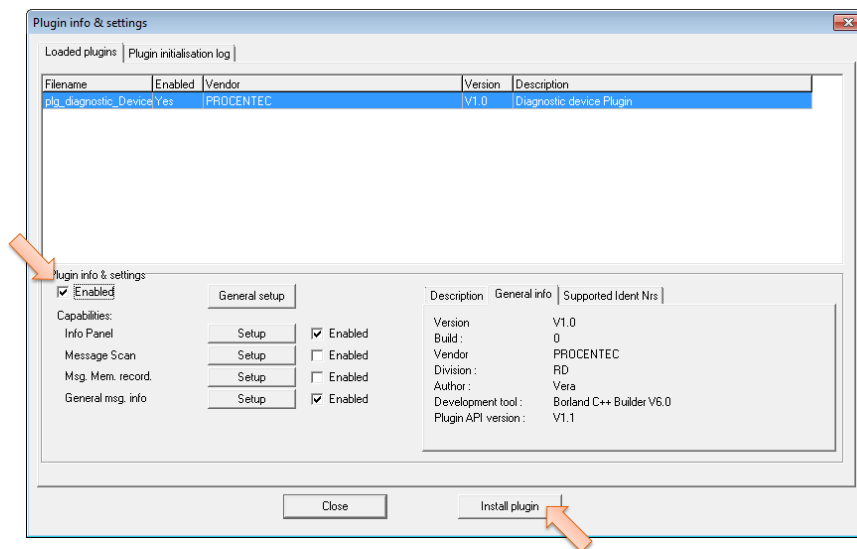 Plugin info & settings
Loaded plugins Plugin initialisation log
Filename Enabled Vendor Version Description
plg_diagnostic_Device Yes PROCENTEC V1.0 Diagnostic device Plugin
Plugin info & settings
Enabled General setup Description General info Supported Ident Nrs
Capabilities:
Info Panel Setup Enabled
Message Scan Setup Enabled
Msg. Mem. record. Setup Enabled
General msg. info Setup Enabled
Version V1.0
Build : 0
Vendor PROCENTEC
Division : RD
Author : Vera
Development tool : Borland C++ Builder V6.0
Plugin API version : V1.1
Close Install plugin